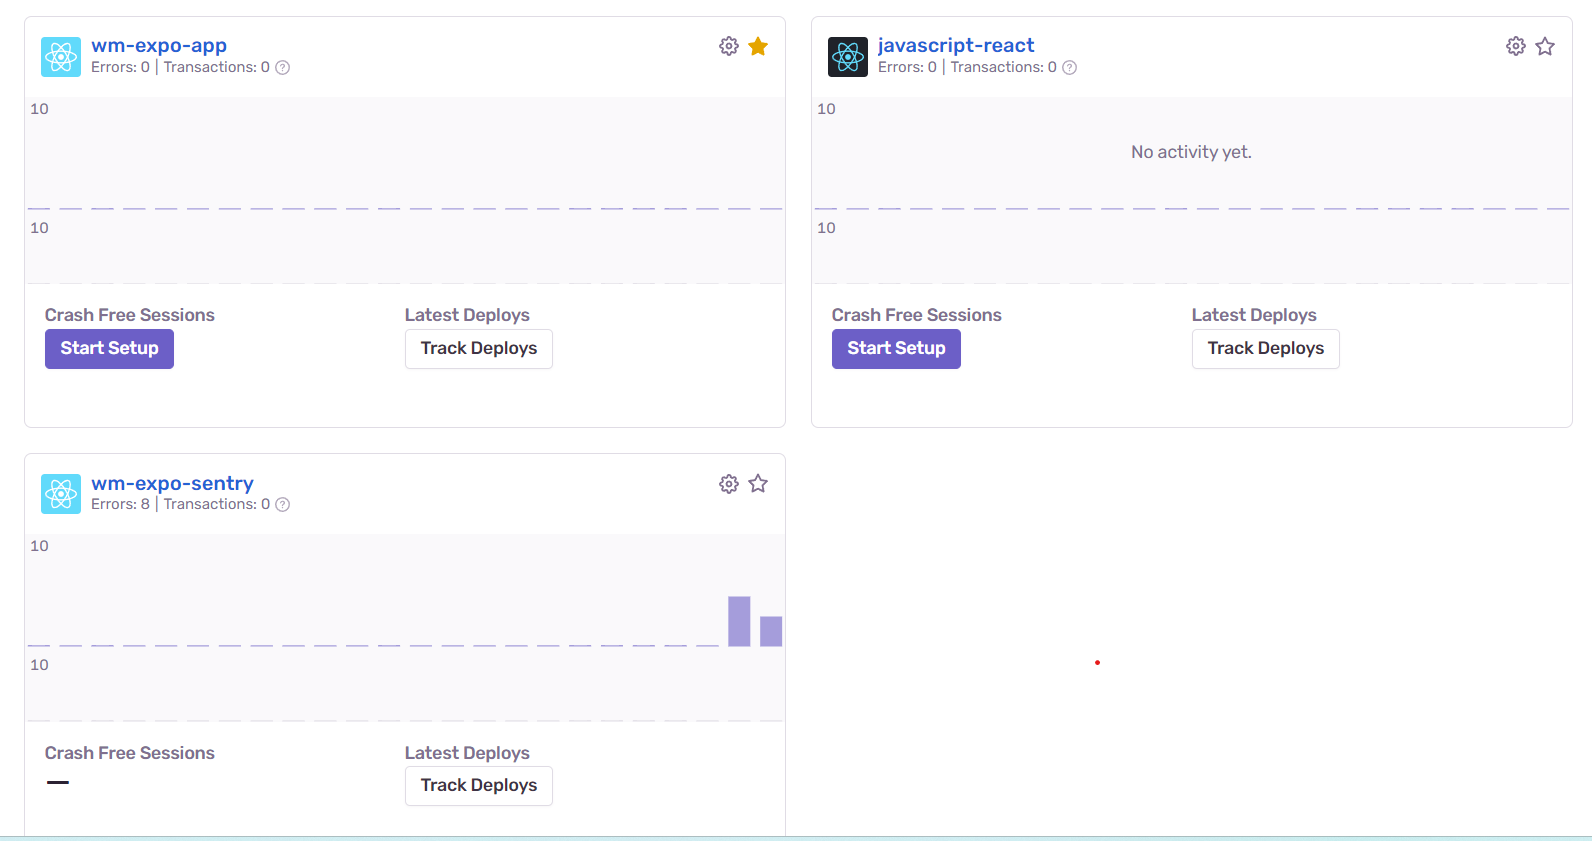 wm-expo-app
Errors: 0 | Transactions: 0 ?
10
10
Crash Free Sessions
Start Setup
Latest Deploys
Track Deploys
javascript-react
Errors: 0 | Transactions: 0 ?
10
No activity yet.
10
Crash Free Sessions
Start Setup
Latest Deploys
Track Deploys
wm-expo-sentry
Errors: 8 | Transactions: 0 ?
10
10
Crash Free Sessions
—
Latest Deploys
Track Deploys